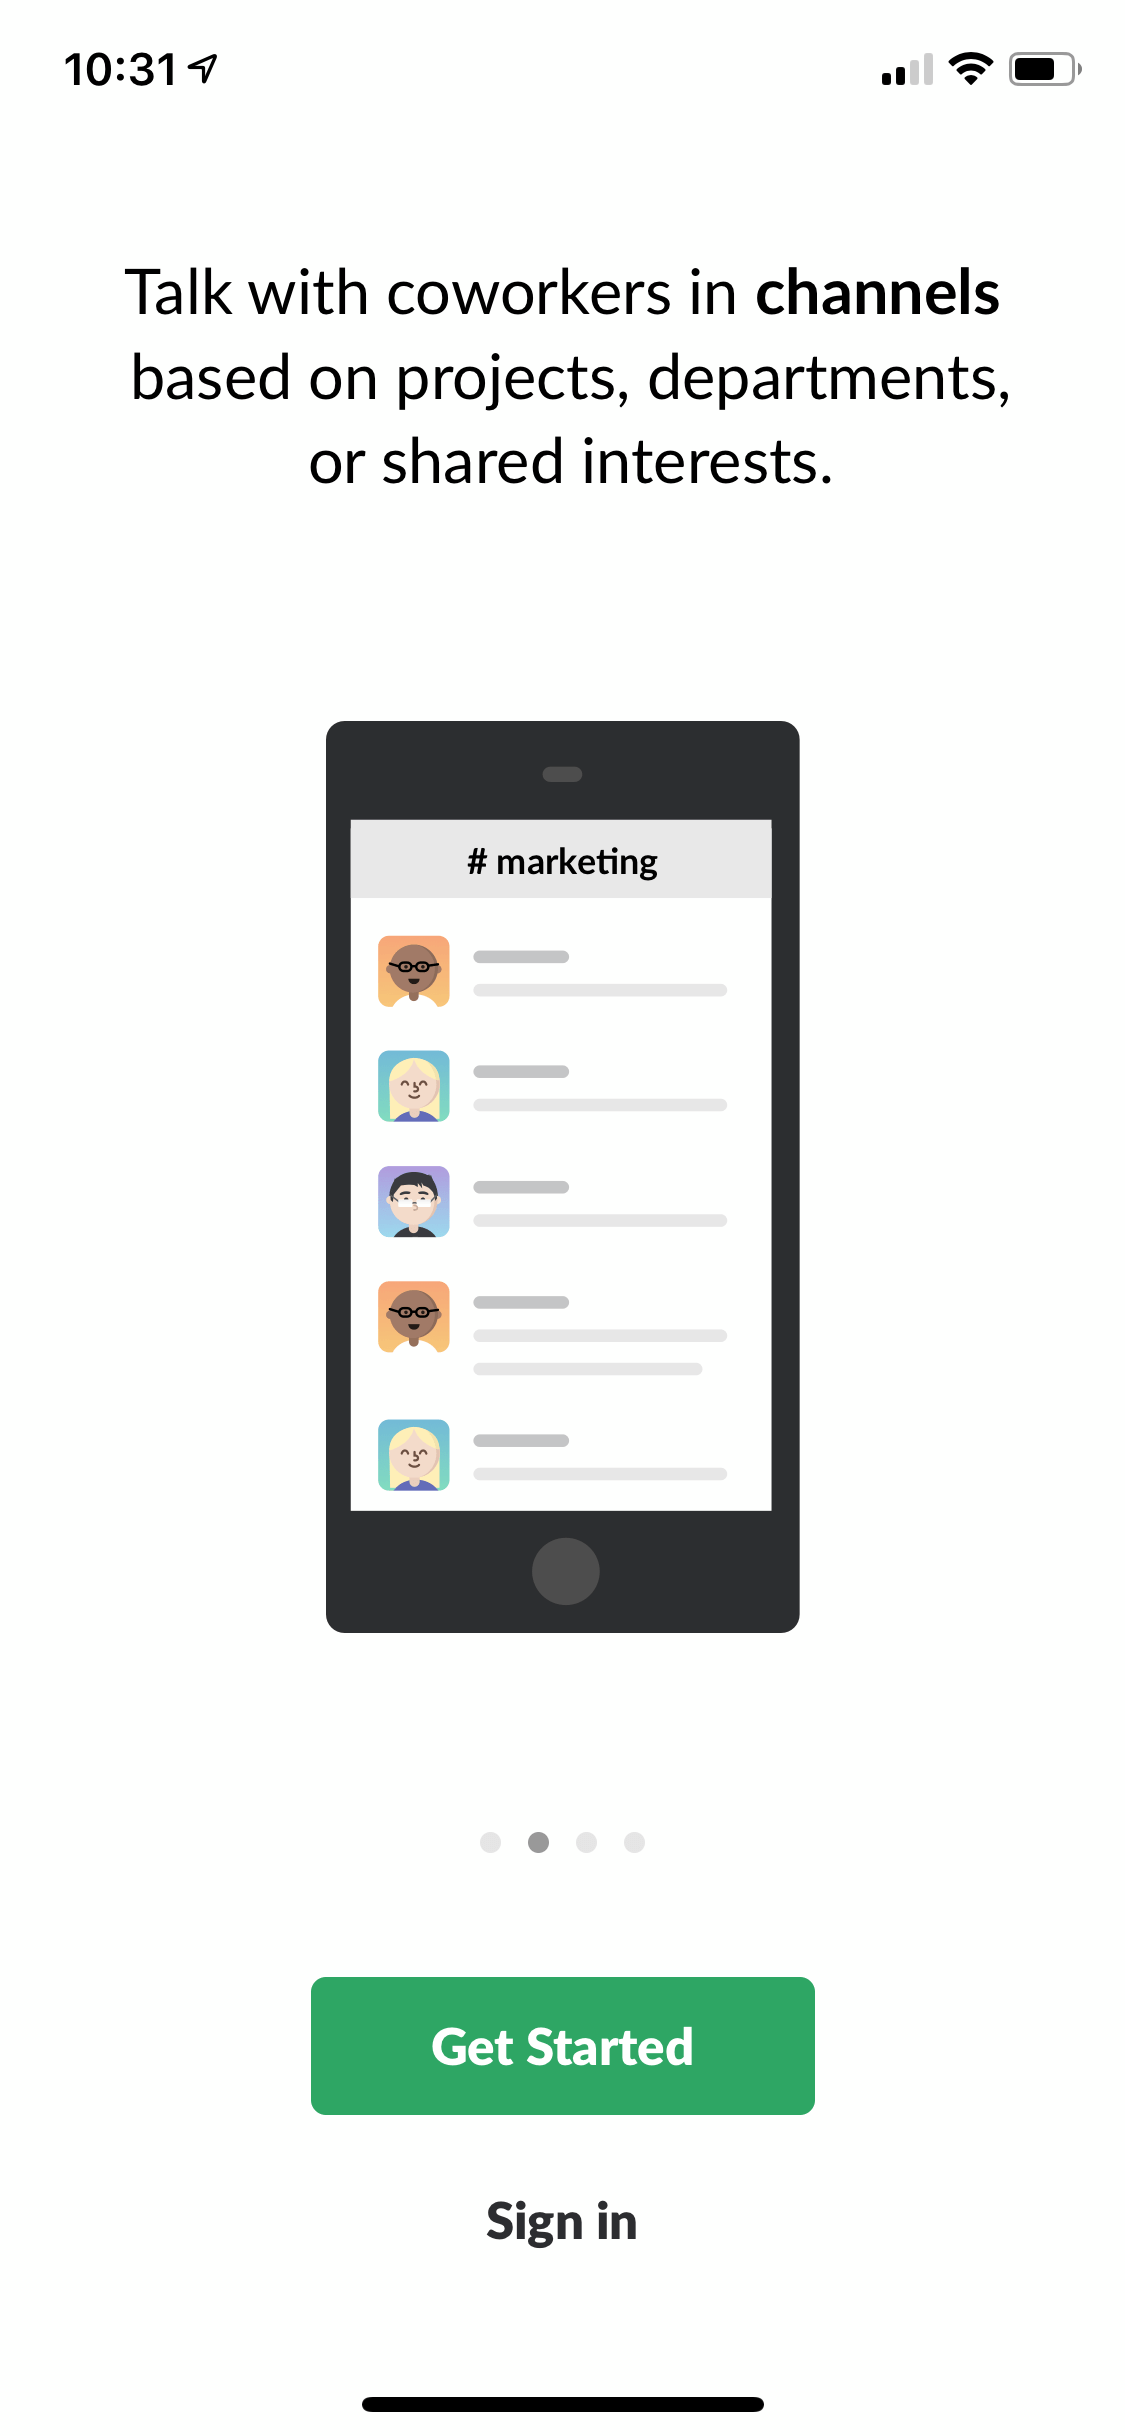 10:31
Talk with coworkers in channels
based on projects, departments,
or shared interests.
# marketing
Get Started
Sign in